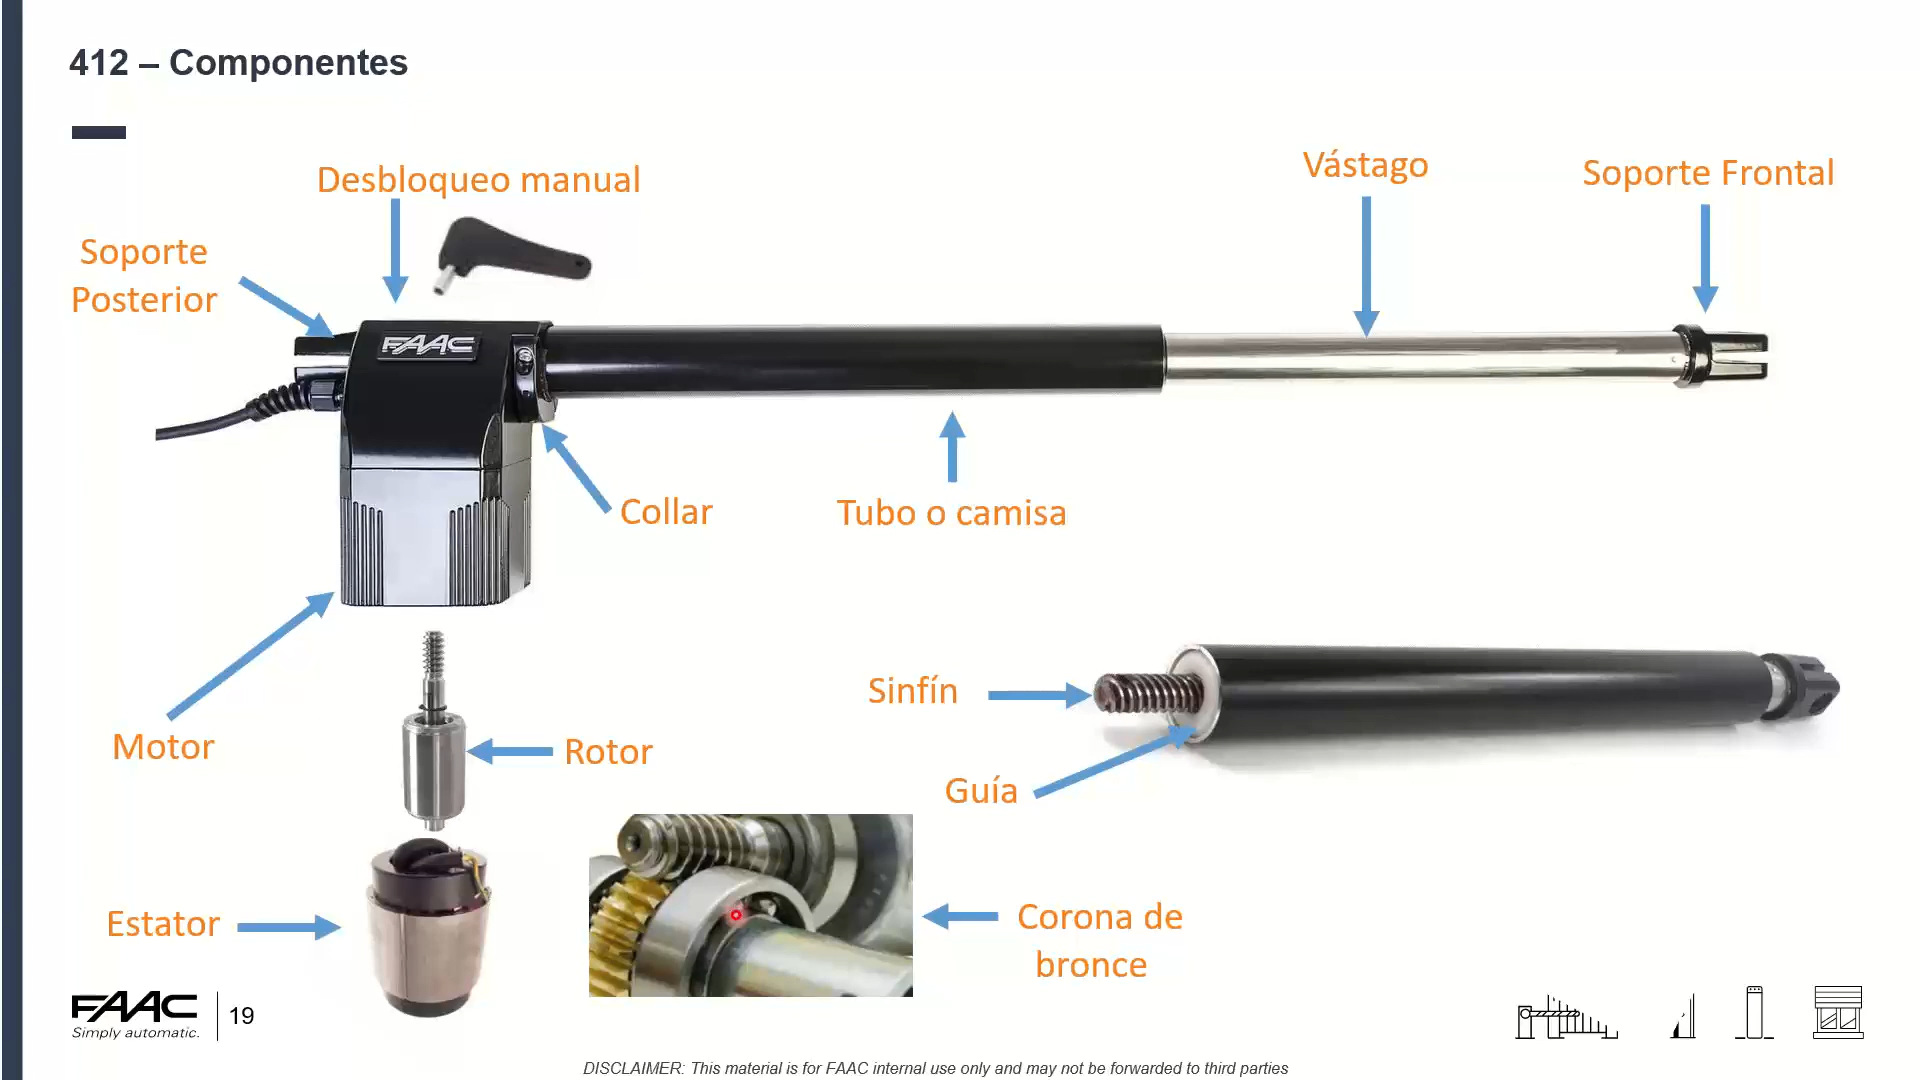 412 – Componentes
Desbloqueo manual
Vástago
Soporte Frontal
Soporte
Posterior
FAAC
Collar
Tubo o camisa
Sinfín
Motor
Rotor
Guía
Estator
Corona de
bronce
FAAC
Simply automatic.
19
DISCLAIMER: This material is for FAAC internal use only and may not be forwarded to third parties